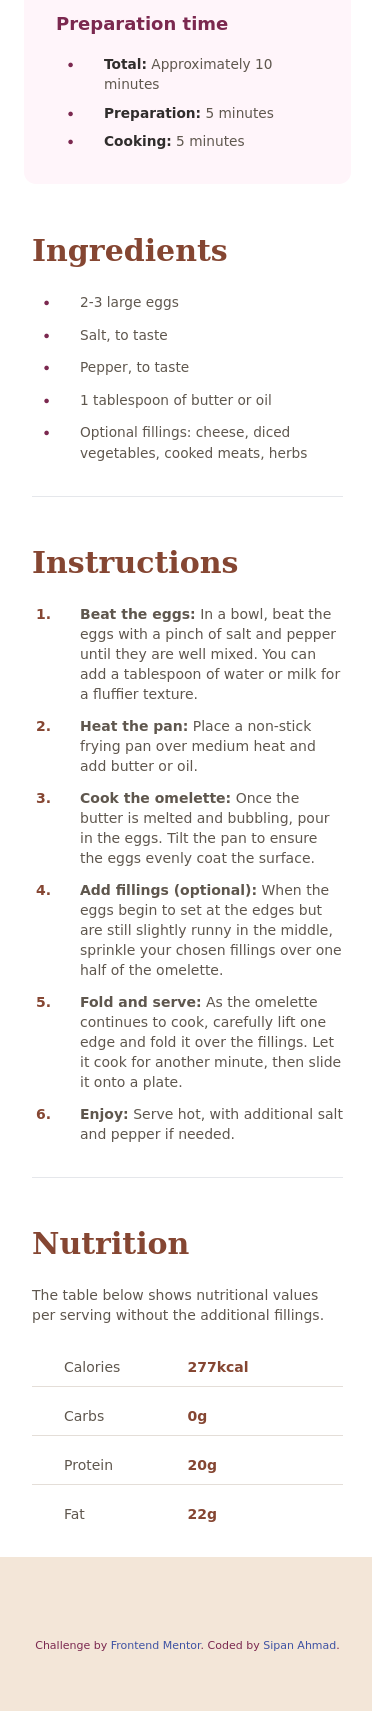 Preparation time
• Total: Approximately 10
minutes
• Preparation: 5 minutes
• Cooking: 5 minutes
Ingredients
• 2-3 large eggs
• Salt, to taste
• Pepper, to taste
• 1 tablespoon of butter or oil
• Optional fillings: cheese, diced
vegetables, cooked meats, herbs
Instructions
1. Beat the eggs: In a bowl, beat the
eggs with a pinch of salt and pepper
until they are well mixed. You can
add a tablespoon of water or milk for
a fluffier texture.
2. Heat the pan: Place a non-stick
frying pan over medium heat and
add butter or oil.
3. Cook the omelette: Once the
butter is melted and bubbling, pour
in the eggs. Tilt the pan to ensure
the eggs evenly coat the surface.
4. Add fillings (optional): When the
eggs begin to set at the edges but
are still slightly runny in the middle,
sprinkle your chosen fillings over one
half of the omelette.
5. Fold and serve: As the omelette
continues to cook, carefully lift one
edge and fold it over the fillings. Let
it cook for another minute, then slide
it onto a plate.
6. Enjoy: Serve hot, with additional salt
and pepper if needed.
Nutrition
The table below shows nutritional values
per serving without the additional fillings.
Calories 277kcal
Carbs 0g
Protein 20g
Fat 22g
Challenge by Frontend Mentor. Coded by Sipan Ahmad.